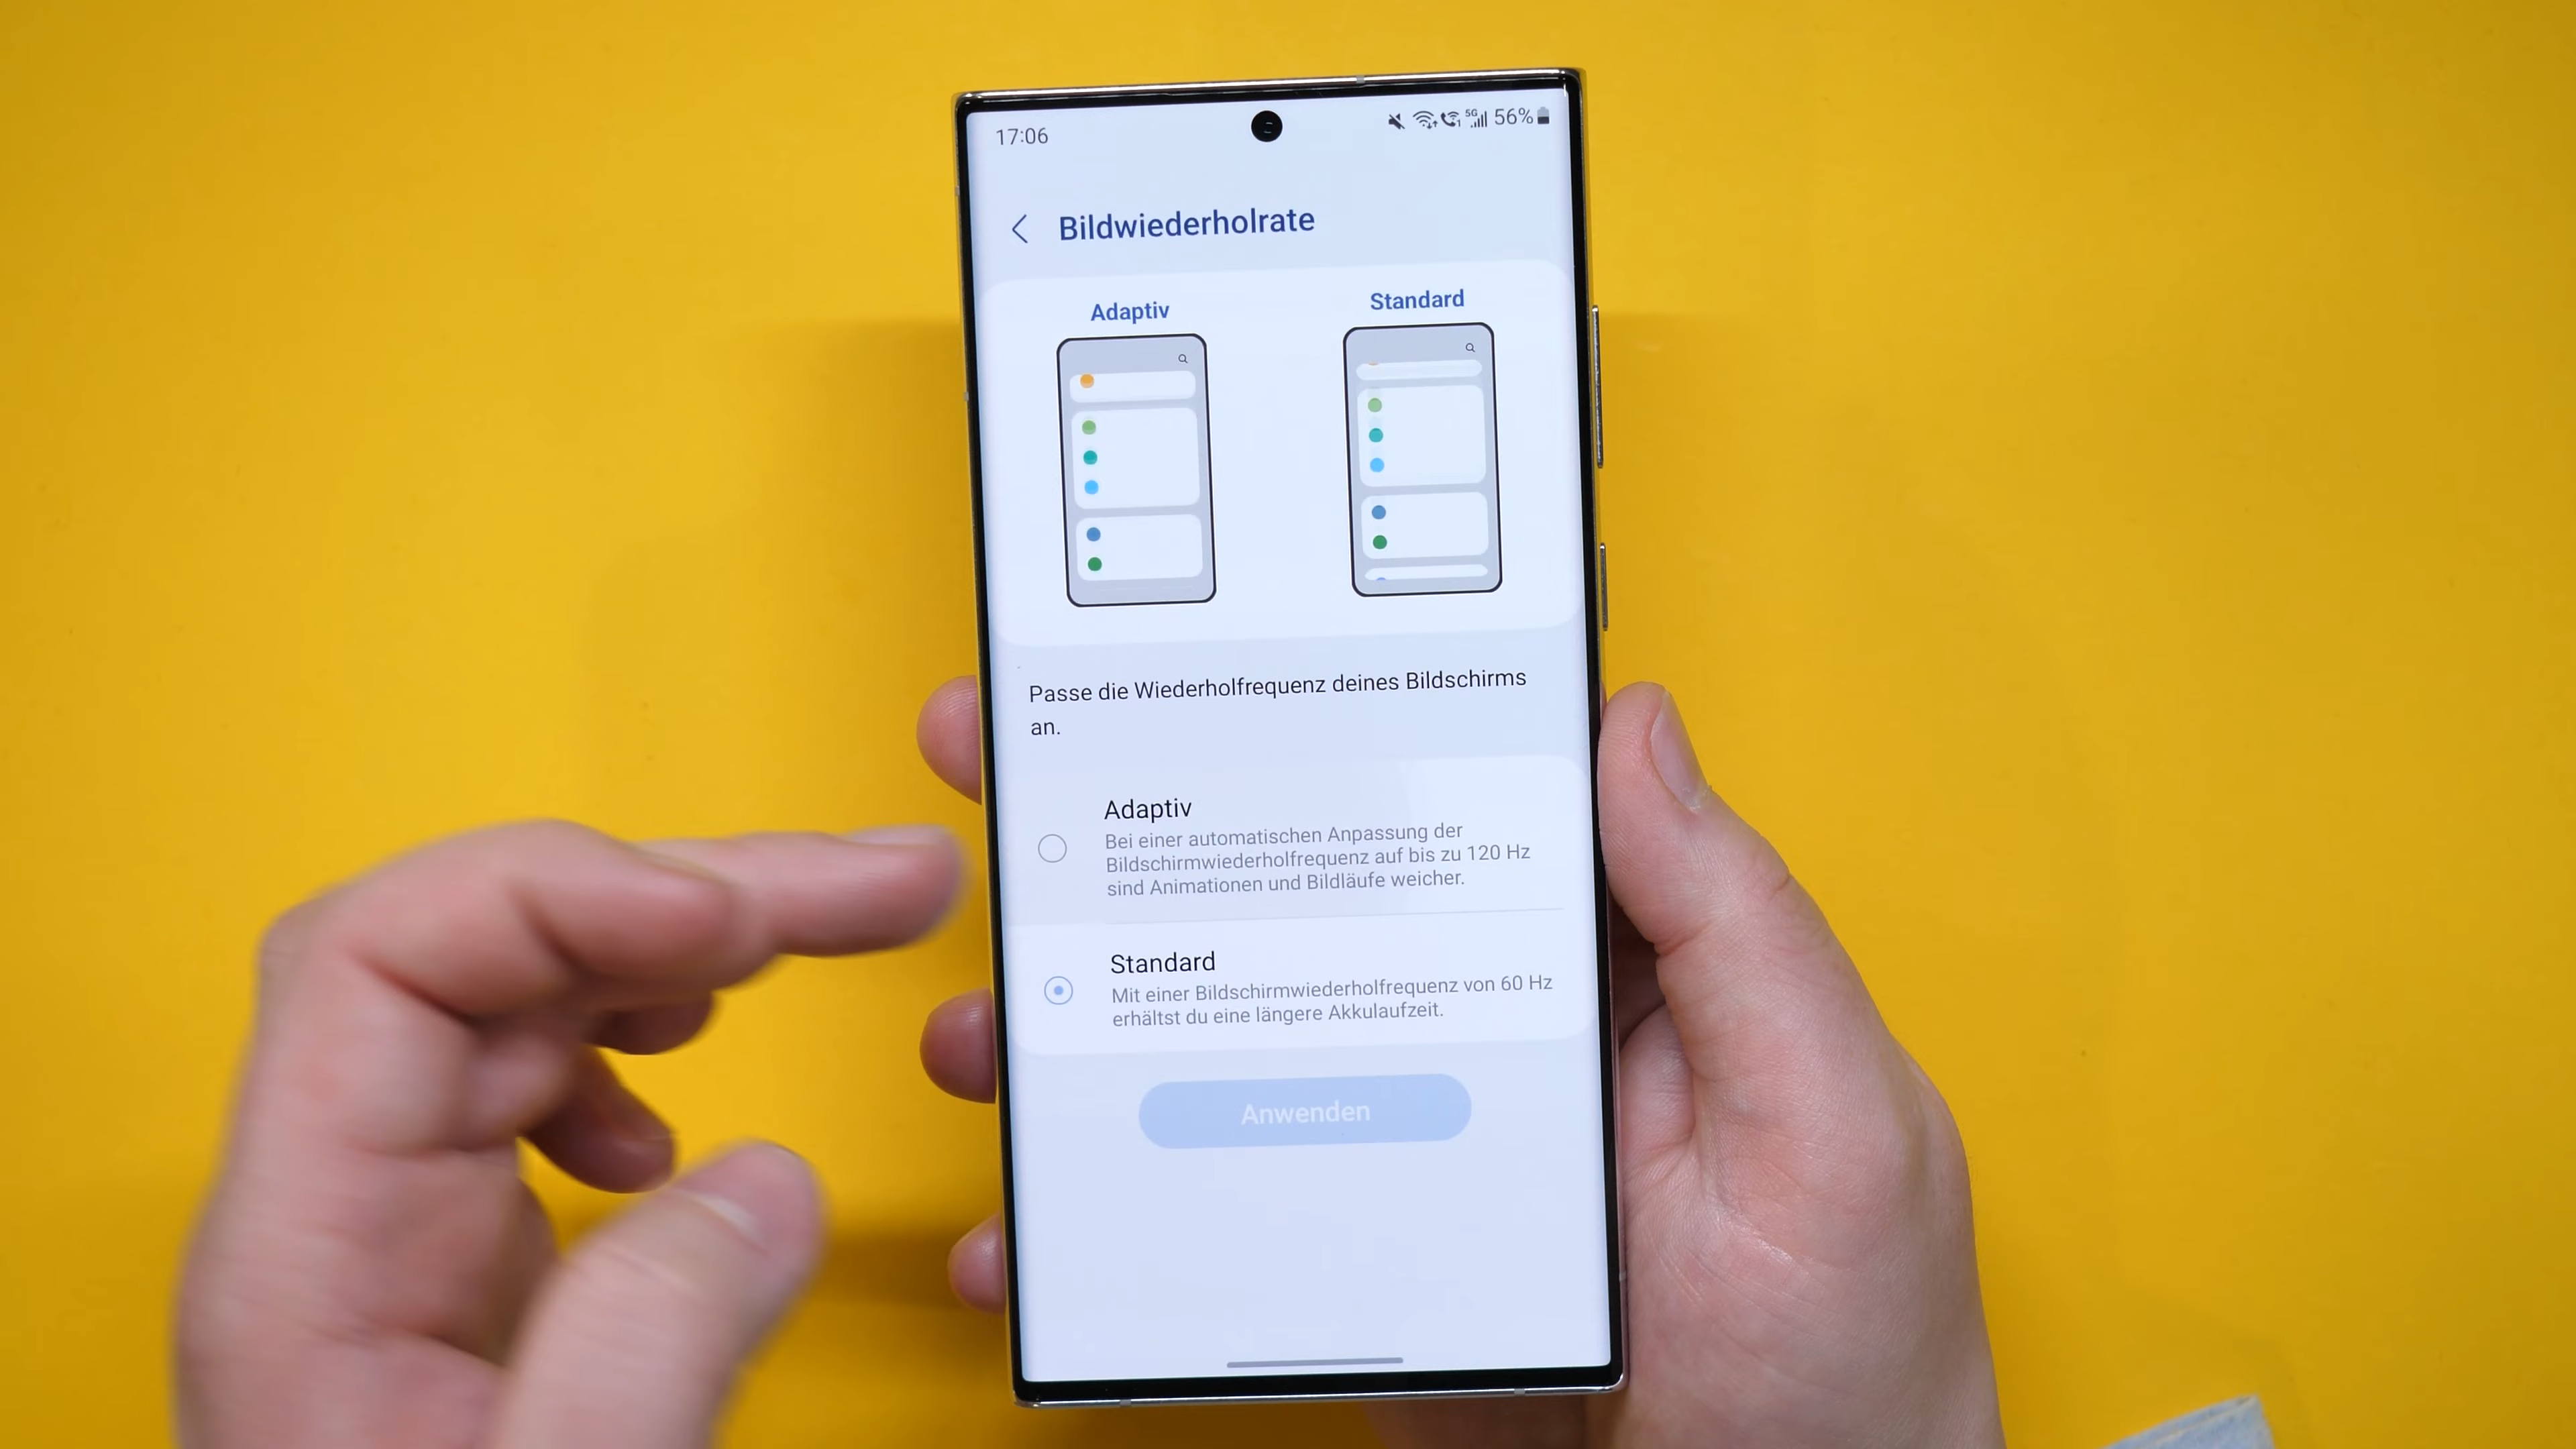 17:06
5G 56%
Bildwiederholrate
Adaptiv
Standard
Passe die Wiederholfrequenz deines Bildschirms
an.
Adaptiv
Bei einer automatischen Anpassung der
Bildschirmwiederholfrequenz auf bis zu 120 Hz
sind Animationen und Bildläufe weicher.
Standard
Mit einer Bildschirmwiederholfrequenz von 60 Hz
erhältst du eine längere Akkulaufzeit.
Anwenden